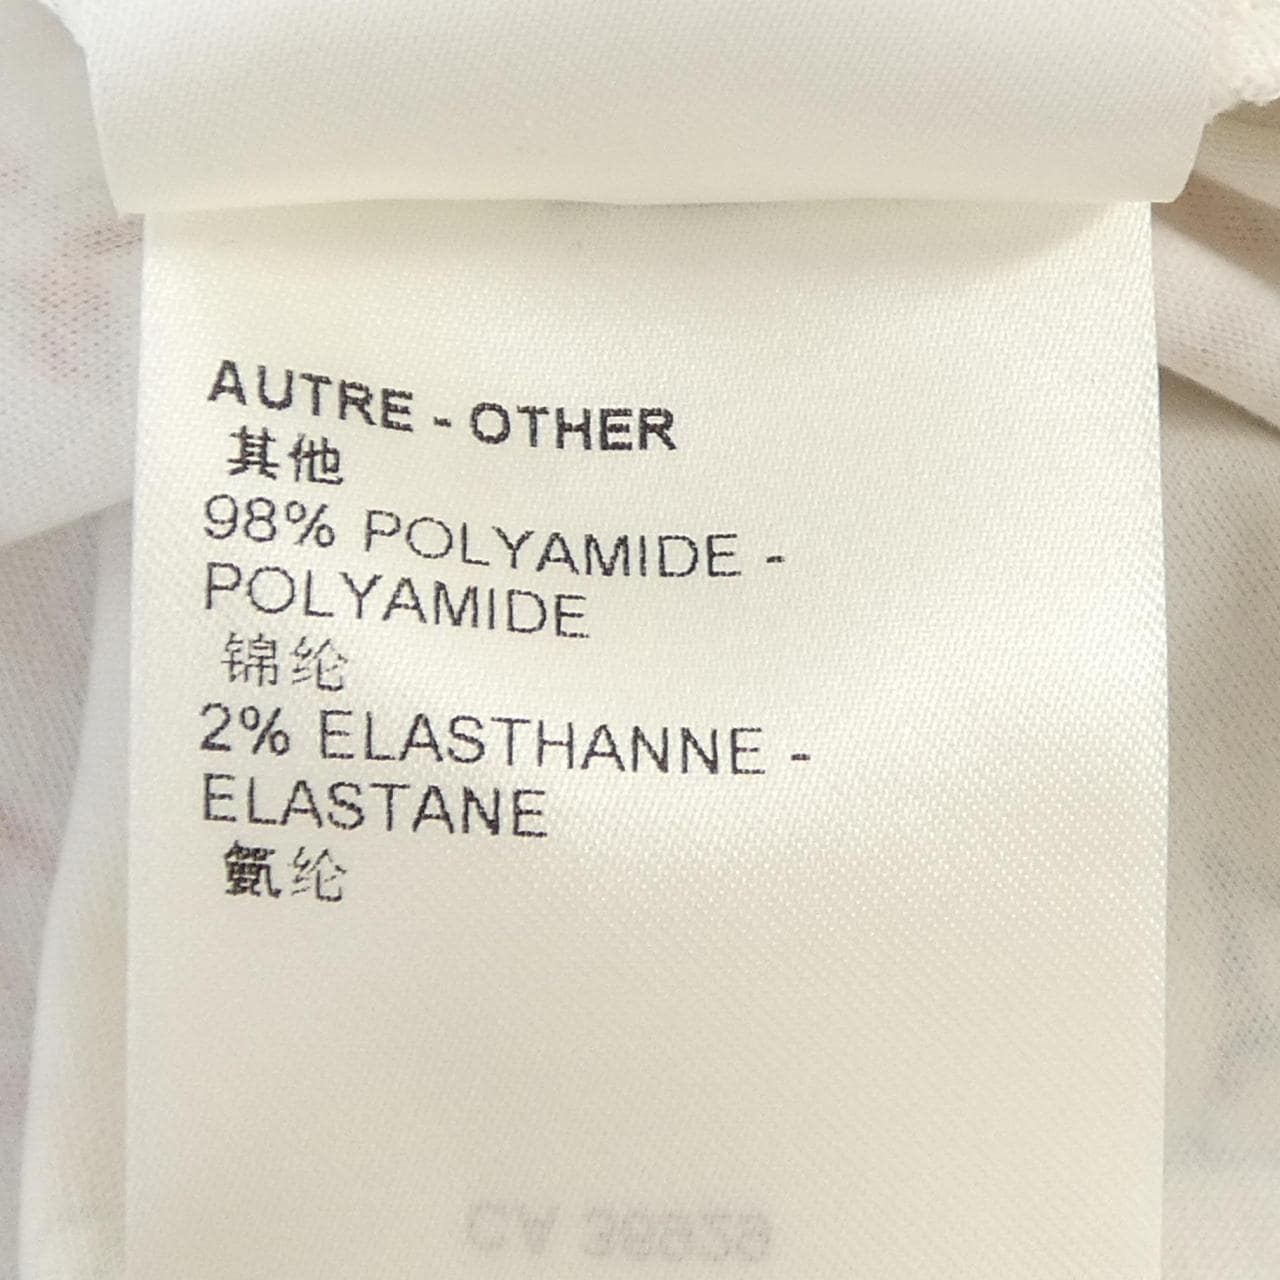 AUTRE - OTHER
其他
98% POLYAMIDE -
POLYAMIDE
锦纶
2% ELASTHANNE -
ELASTANE
氨纶